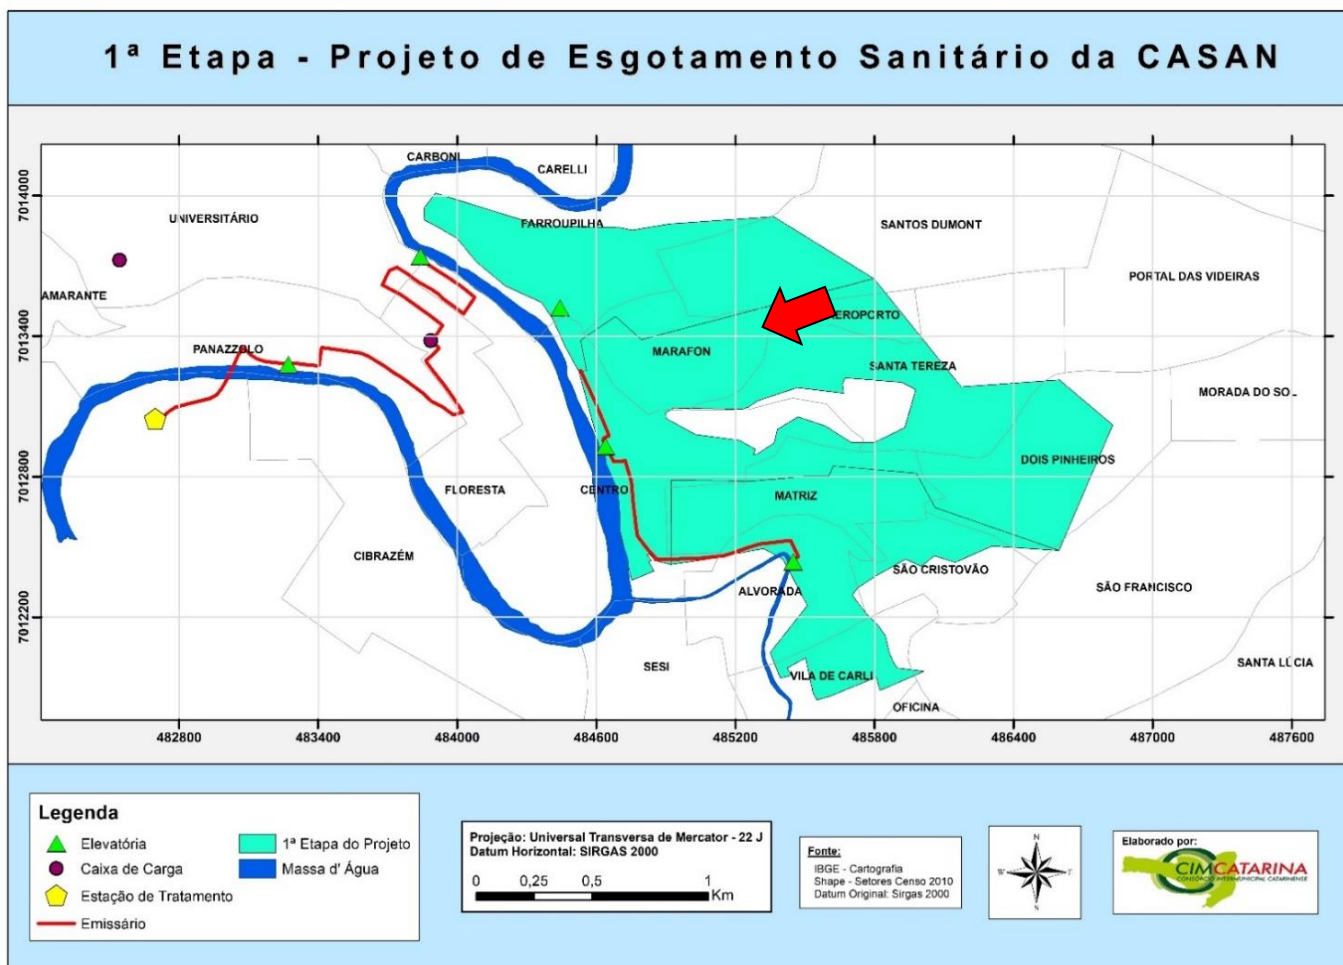 1ª Etapa - Projeto de Esgotamento Sanitário da CASAN
CARBONI
CARELLI
7014000
UNIVERSITÁRIO
FARROUPILHA
SANTOS DUMONT
PORTAL DAS VIDEIRAS
AMARANTE
EROPORTO
7013400
PANAZZOLO
MARAFON
SANTA TEREZA
MORADA DO SO
DOIS PINHEIROS
7012800
FLORESTA
CENTRO
MATRIZ
CIBRAZÉM
SÃO CRISTOVÃO
ALVORADA
SÃO FRANCISCO
7012200
SESI
SANTA LÚCIA
VILA DE CARLI
OFICINA
482800 483400 484000 484600 485200 485800 486400 487000 487600
Legenda
Elevatória
Caixa de Carga
Estação de Tratamento
Emissário
1ª Etapa do Projeto
Massa d' Água
Projeção: Universal Transversa de Mercator - 22 J
Datum Horizontal: SIRGAS 2000
0 0,25 0,5 1
Km
Fonte:
IBGE - Cartografia
Shape - Setores Censo 2010
Datum Original: Sirgas 2000
N
W T
S
Elaborado por:
CIMCATARINA
CONSÓRCIO INTERMUNICIPAL CATARINENSE